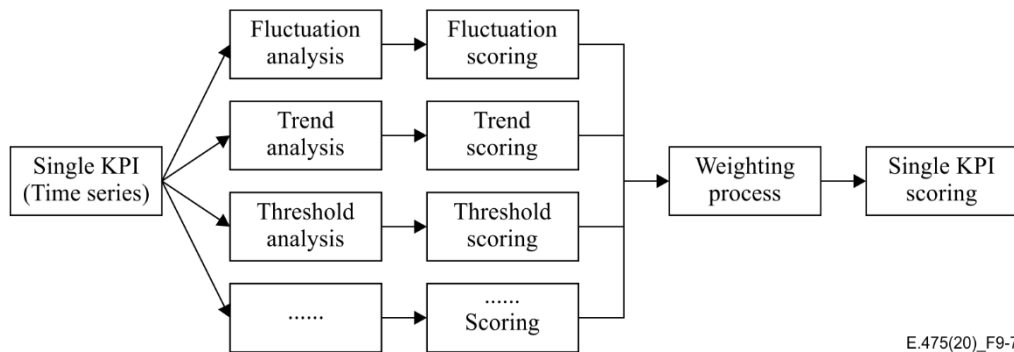 Fluctuation
analysis
Fluctuation
scoring
Trend
analysis
Trend
scoring
Single KPI
(Time series)
Weighting
process
Single KPI
scoring
Threshold
analysis
Threshold
scoring
......
......
Scoring
E.475(20)_F9-7